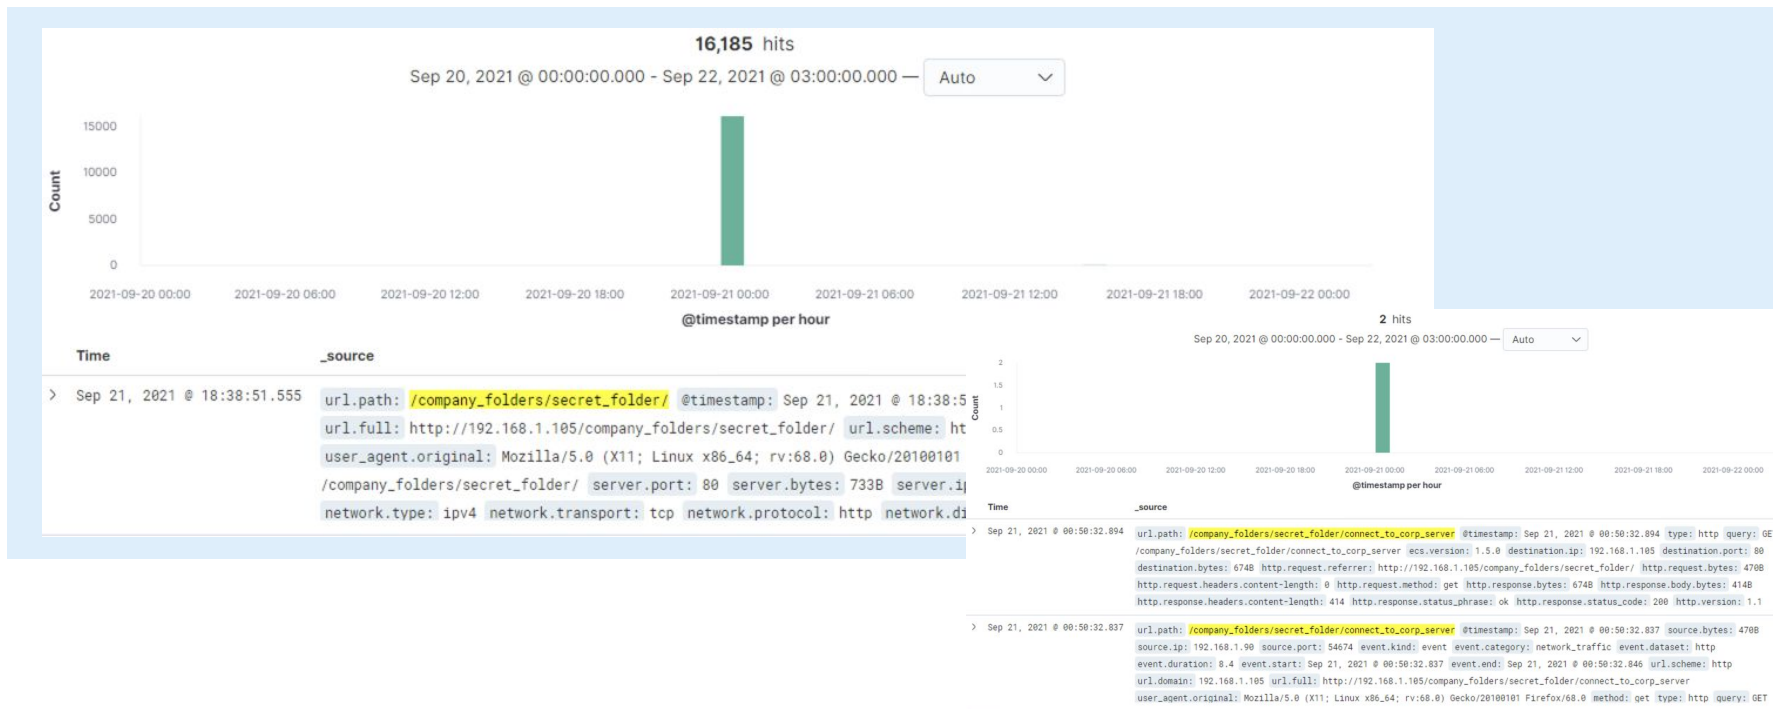 16,185 hits
Sep 20, 2021 @ 00:00:00.000 - Sep 22, 2021 @ 03:00:00.000 — Auto
15000
10000
5000
0
Count
2021-09-20 00:00 2021-09-20 06:00 2021-09-20 12:00 2021-09-20 18:00 2021-09-21 00:00 2021-09-21 06:00 2021-09-21 12:00 2021-09-21 18:00 2021-09-22 00:00
@timestamp per hour
Time _source
Sep 21, 2021 @ 18:38:51.555 url.path: /company_folders/secret_folder/ @timestamp: Sep 21, 2021 @ 18:38:5
url.full: http://192.168.1.105/company_folders/secret_folder/ url.scheme: ht
user_agent.original: Mozilla/5.0 (X11; Linux x86_64; rv:68.0) Gecko/20100101
/company_folders/secret_folder/ server.port: 80 server.bytes: 733B server.ip
network.type: ipv4 network.transport: tcp network.protocol: http network.di
2 hits
Sep 20, 2021 @ 00:00:00.000 - Sep 22, 2021 @ 03:00:00.000 — Auto
2
1.5
1
0.5
0
Count
2021-09-20 00:00 2021-09-20 06:00 2021-09-20 12:00 2021-09-20 18:00 2021-09-21 00:00 2021-09-21 06:00 2021-09-21 12:00 2021-09-21 18:00 2021-09-22 00:00
@timestamp per hour
Time _source
Sep 21, 2021 @ 00:50:32.894 url.path: /company_folders/secret_folder/connect_to_corp_server @timestamp: Sep 21, 2021 @ 00:50:32.894 type: http query: GE
/company_folders/secret_folder/connect_to_corp_server ecs.version: 1.5.0 destination.ip: 192.168.1.105 destination.port: 80
destination.bytes: 674B http.request.referrer: http://192.168.1.105/company_folders/secret_folder/ http.request.bytes: 470B
http.request.headers.content-length: 0 http.request.method: get http.response.bytes: 674B http.response.body.bytes: 414B
http.response.headers.content-length: 414 http.response.status_phrase: ok http.response.status_code: 200 http.version: 1.1
Sep 21, 2021 @ 00:50:32.837 url.path: /company_folders/secret_folder/connect_to_corp_server @timestamp: Sep 21, 2021 @ 00:50:32.837 source.bytes: 470B
source.ip: 192.168.1.90 source.port: 54674 event.kind: event event.category: network_traffic event.dataset: http
event.duration: 8.4 event.start: Sep 21, 2021 @ 00:50:32.837 event.end: Sep 21, 2021 @ 00:50:32.846 url.scheme: http
url.domain: 192.168.1.105 url.full: http://192.168.1.105/company_folders/secret_folder/connect_to_corp_server
user_agent.original: Mozilla/5.0 (X11; Linux x86_64; rv:68.0) Gecko/20100101 Firefox/68.0 method: get type: http query: GET